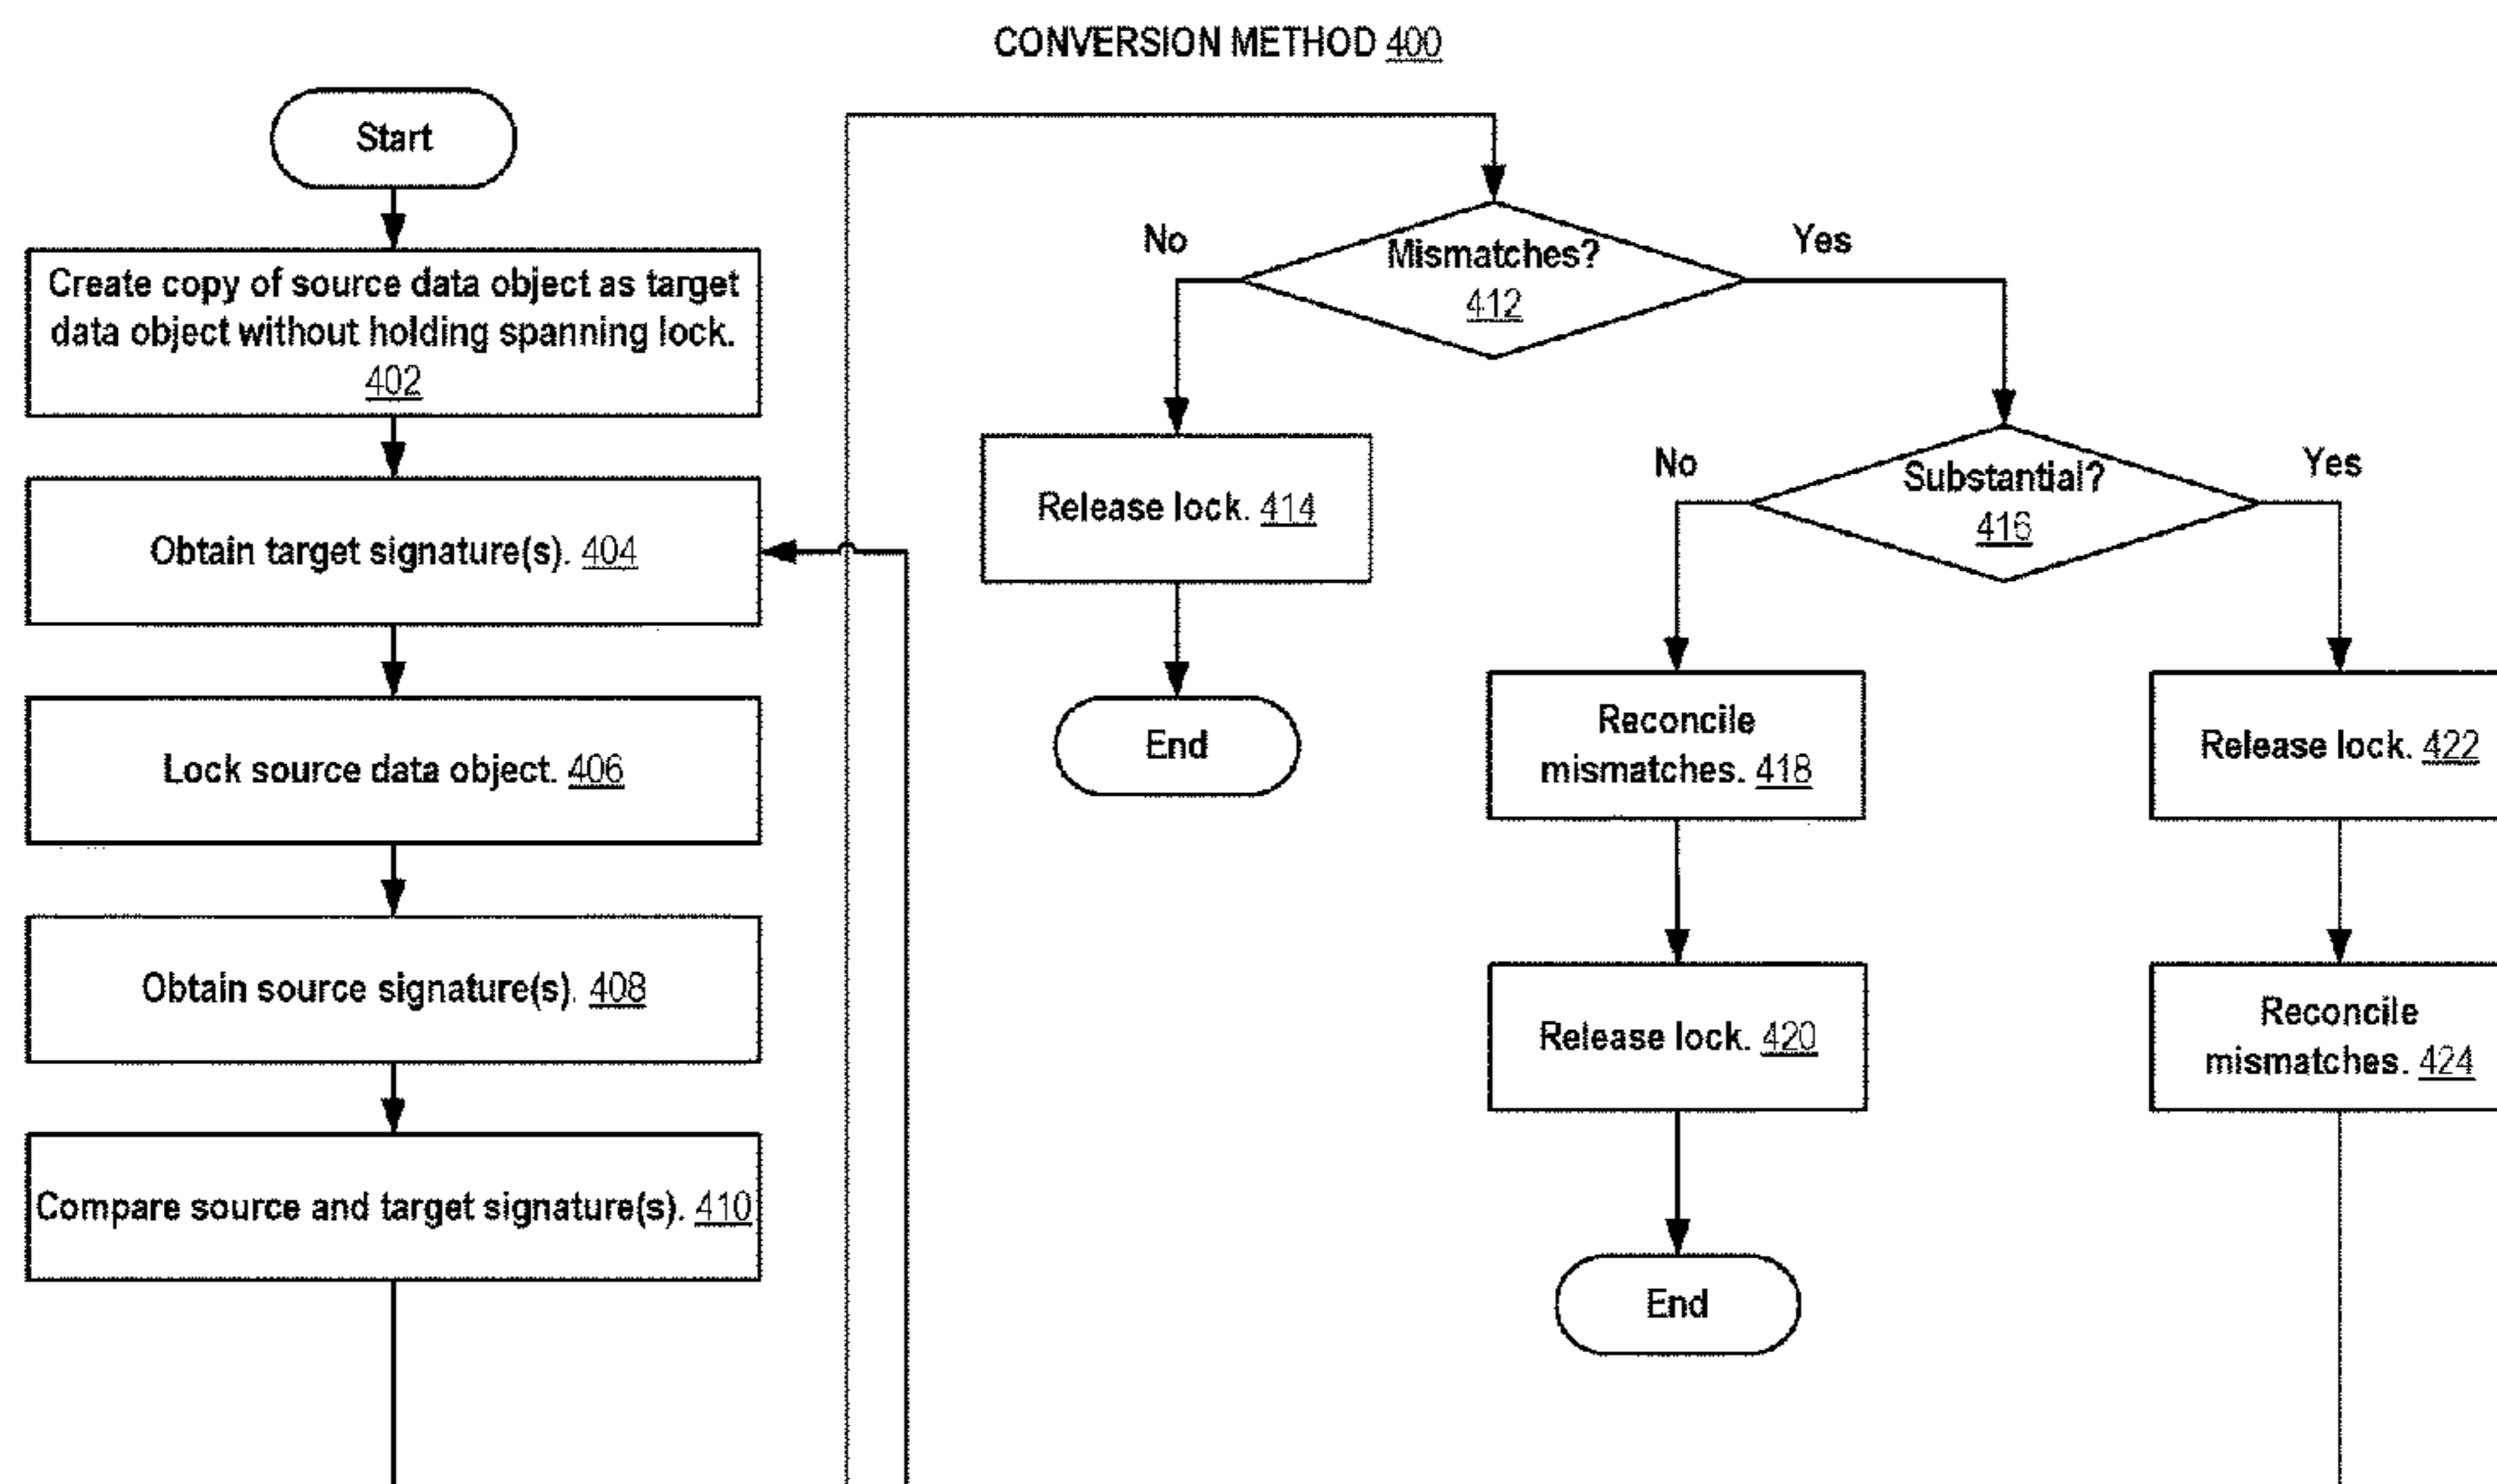 CONVERSION METHOD 400
Start
Create copy of source data object as target
data object without holding spanning lock.
402
Obtain target signature(s). 404
Lock source data object. 406
Obtain source signature(s). 408
Compare source and target signature(s). 410
Mismatches?
412
No
Yes
Release lock. 414
End
Substantial?
416
No
Yes
Reconcile
mismatches. 418
Release lock. 420
End
Release lock. 422
Reconcile
mismatches. 424